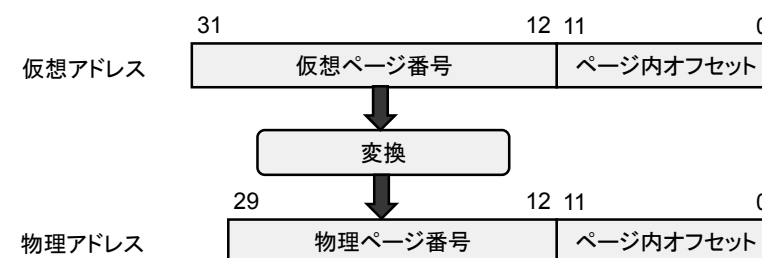 31 12 11 0
仮想アドレス 仮想ページ番号 ページ内オフセット
変換
29 12 11 0
物理アドレス 物理ページ番号 ページ内オフセット